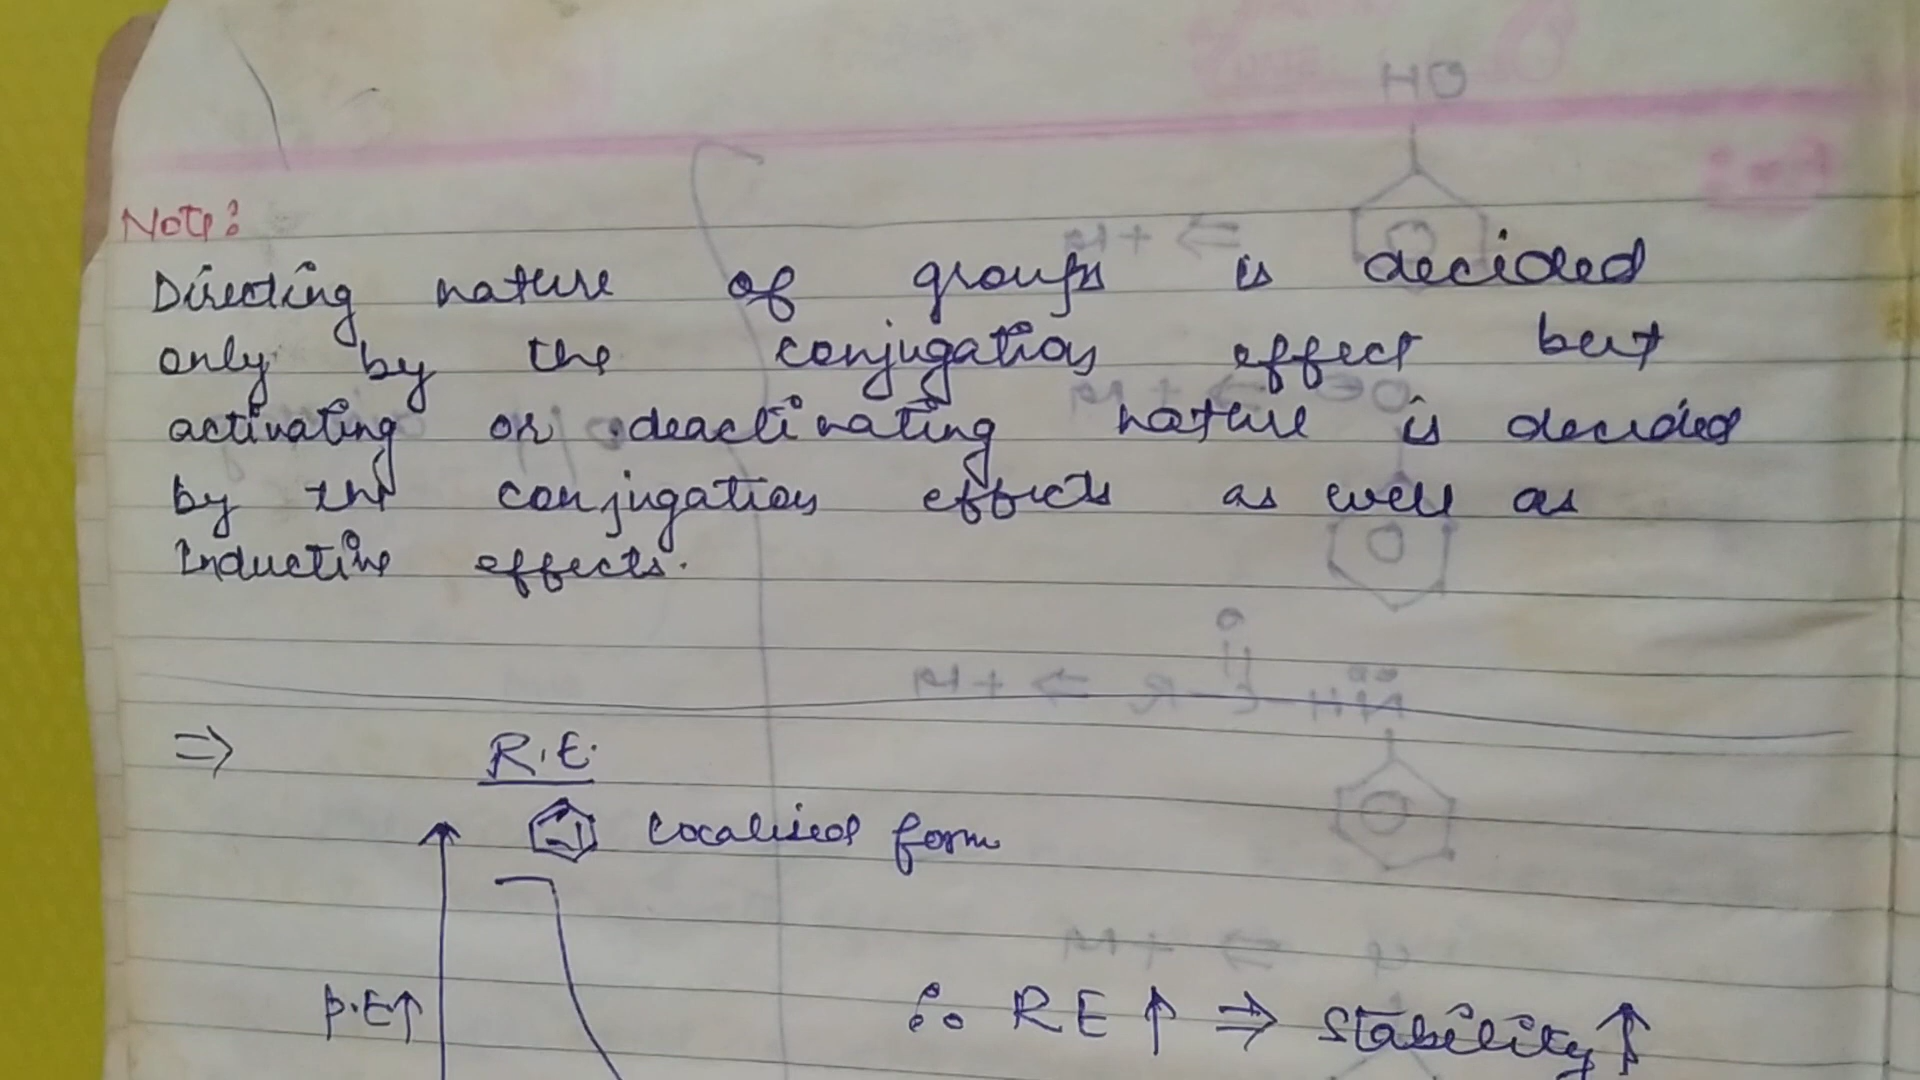 Note:
Directing nature of groups is decided
only by the conjugation effect but
activating or deactivating nature is decided
by the conjugation effects as well as
Inductive effects.
⇒ R.E.
Localised form
P.E↑
∴ RE ↑ ⇒ Stability ↑